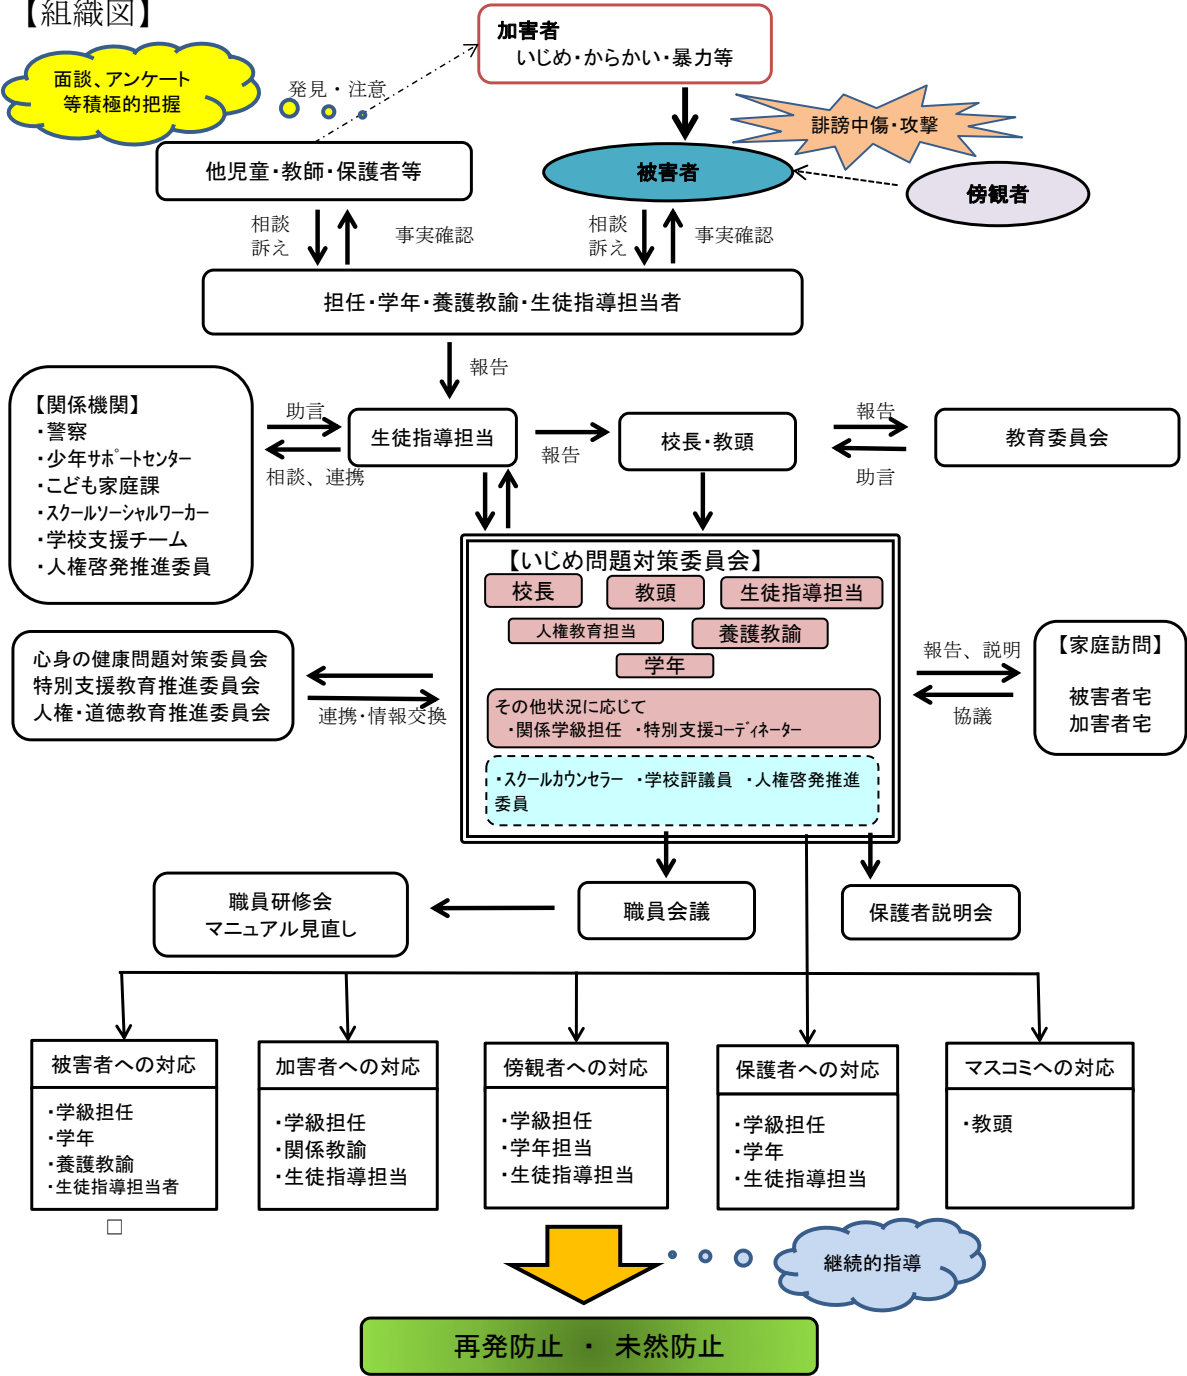 【組織図】
加害者
いじめ・からかい・暴力等
面談、アンケート
等積極的把握
発見・注意
誹謗中傷・攻撃
他児童・教師・保護者等
被害者
傍観者
相談
訴え
事実確認
相談
訴え
事実確認
担任・学年・養護教諭・生徒指導担当者
報告
【関係機関】
・警察
・少年サポートセンター
・こども家庭課
・スクールソーシャルワーカー
・学校支援チーム
・人権啓発推進委員
助言
相談、連携
生徒指導担当
報告
校長・教頭
報告
助言
教育委員会
【いじめ問題対策委員会】
校長
教頭
生徒指導担当
人権教育担当
養護教諭
学年
その他状況に応じて
・関係学級担任 ・特別支援コーディネーター
・スクールカウンセラー ・学校評議員 ・人権啓発推進
委員
心身の健康問題対策委員会
特別支援教育推進委員会
人権・道徳教育推進委員会
連携・情報交換
報告、説明
協議
【家庭訪問】
被害者宅
加害者宅
職員研修会
マニュアル見直し
職員会議
保護者説明会
被害者への対応
・学級担任
・学年
・養護教諭
・生徒指導担当者
加害者への対応
・学級担任
・関係教諭
・生徒指導担当
傍観者への対応
・学級担任
・学年担当
・生徒指導担当
保護者への対応
・学級担任
・学年
・生徒指導担当
マスコミへの対応
・教頭
□
継続的指導
再発防止 ・ 未然防止